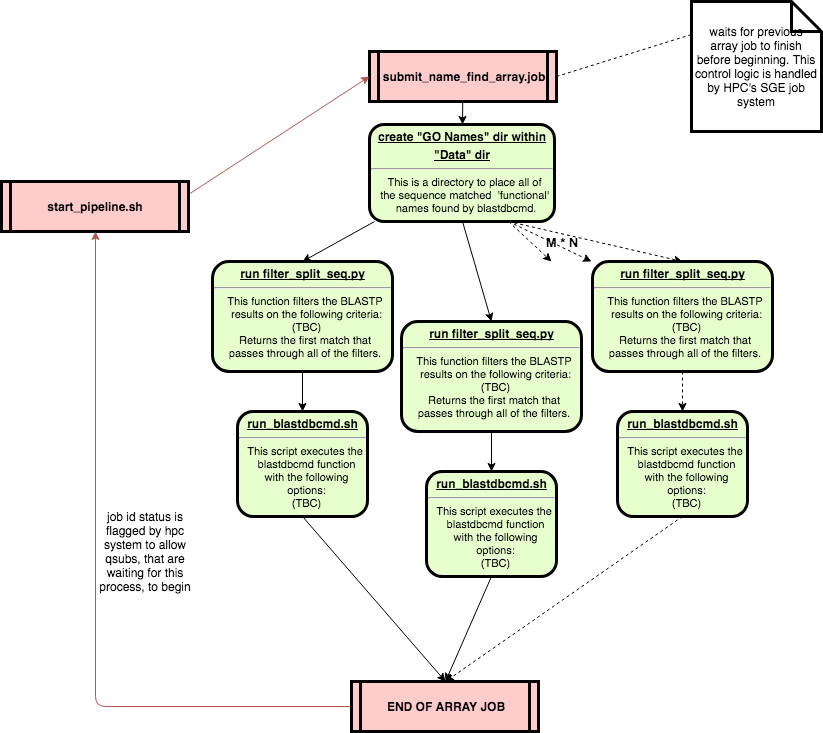 waits for previous
array job to finish
before beginning. This
control logic is handled
by HPC's SGE job
system
submit_name_find_array.job
create "GO Names" dir within
"Data" dir
This is a directory to place all of
the sequence matched 'functional'
names found by blastdbcmd.
start_pipeline.sh
M * N
run filter_split_seq.py
This function filters the BLASTP
results on the following criteria:
(TBC)
Returns the first match that
passes through all of the filters.
run filter_split_seq.py
This function filters the BLASTP
results on the following criteria:
(TBC)
Returns the first match that
passes through all of the filters.
run filter_split_seq.py
This function filters the BLASTP
results on the following criteria:
(TBC)
Returns the first match that
passes through all of the filters.
run_blastdbcmd.sh
This script executes the
blastdbcmd function
with the following
options:
(TBC)
run_blastdbcmd.sh
This script executes the
blastdbcmd function
with the following
options:
(TBC)
run_blastdbcmd.sh
This script executes the
blastdbcmd function
with the following
options:
(TBC)
job id status is
flagged by hpc
system to allow
qsubs, that are
waiting for this
process, to begin
END OF ARRAY JOB